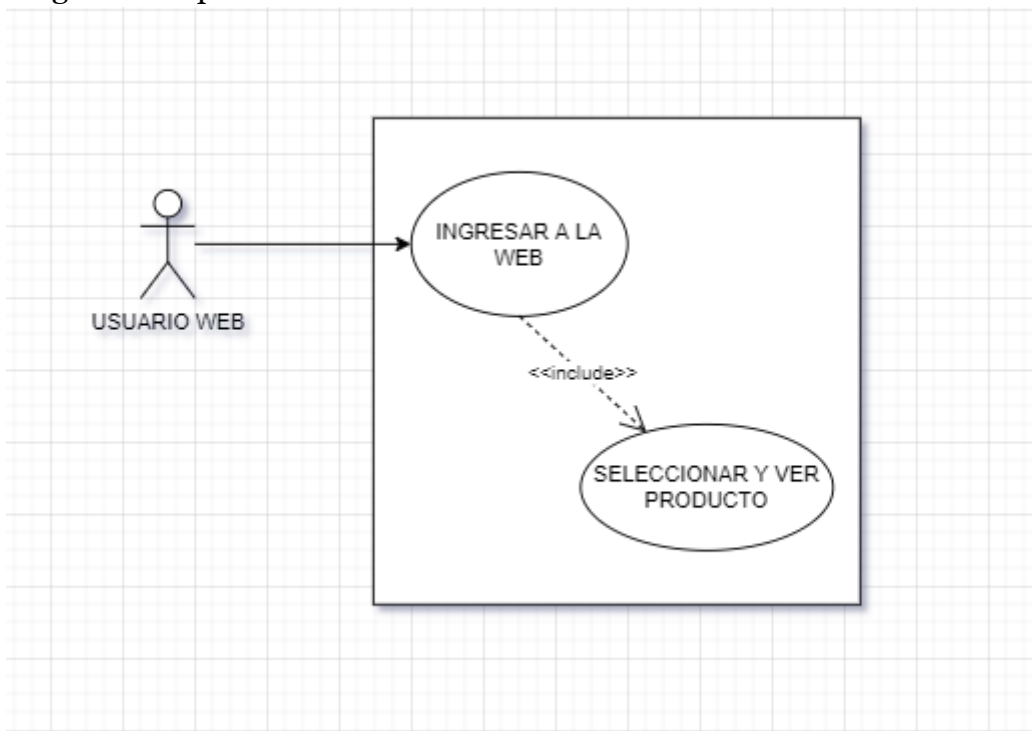 INGRESAR A LA
WEB
USUARIO WEB
<<include>>
SELECCIONAR Y VER
PRODUCTO